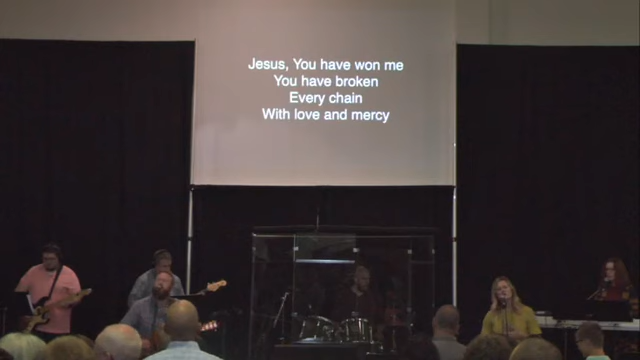 Jesus, You have won me
You have broken
Every chain
With love and mercy